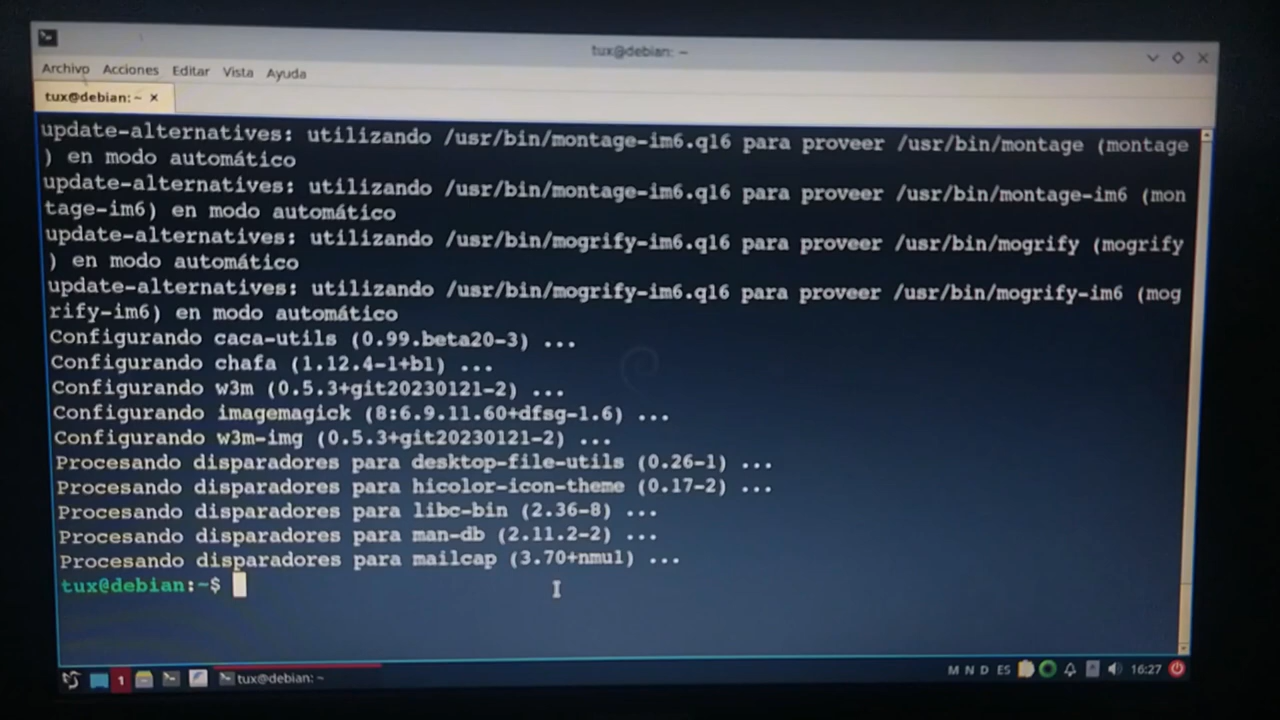 tux@debian: ~
Archivo Acciones Editar Vista Ayuda
tux@debian: ~ ×
update-alternatives: utilizando /usr/bin/montage-im6.q16 para proveer /usr/bin/montage (montage
) en modo automático
update-alternatives: utilizando /usr/bin/montage-im6.q16 para proveer /usr/bin/montage-im6 (mon
tage-im6) en modo automático
update-alternatives: utilizando /usr/bin/mogrify-im6.q16 para proveer /usr/bin/mogrify (mogrify
) en modo automático
update-alternatives: utilizando /usr/bin/mogrify-im6.q16 para proveer /usr/bin/mogrify-im6 (mog
rify-im6) en modo automático
Configurando caca-utils (0.99.beta20-3) ...
Configurando chafa (1.12.4-1+b1) ...
Configurando w3m (0.5.3+git20230121-2) ...
Configurando imagemagick (8:6.9.11.60+dfsg-1.6) ...
Configurando w3m-img (0.5.3+git20230121-2) ...
Procesando disparadores para desktop-file-utils (0.26-1) ...
Procesando disparadores para hicolor-icon-theme (0.17-2) ...
Procesando disparadores para libc-bin (2.36-8) ...
Procesando disparadores para man-db (2.11.2-2) ...
Procesando disparadores para mailcap (3.70+nmu1) ...
tux@debian:~$
1 tux@debian: ~ M N D ES 16:27